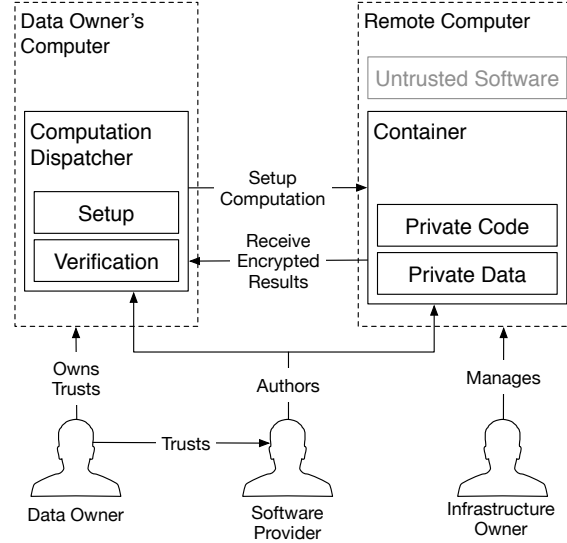 Data Owner's
Computer
Remote Computer
Untrusted Software
Computation
Dispatcher
Container
Setup
Verification
Setup
Computation
Receive
Encrypted
Results
Private Code
Private Data
Owns
Trusts
Authors
Manages
Trusts
Data Owner
Software
Provider
Infrastructure
Owner